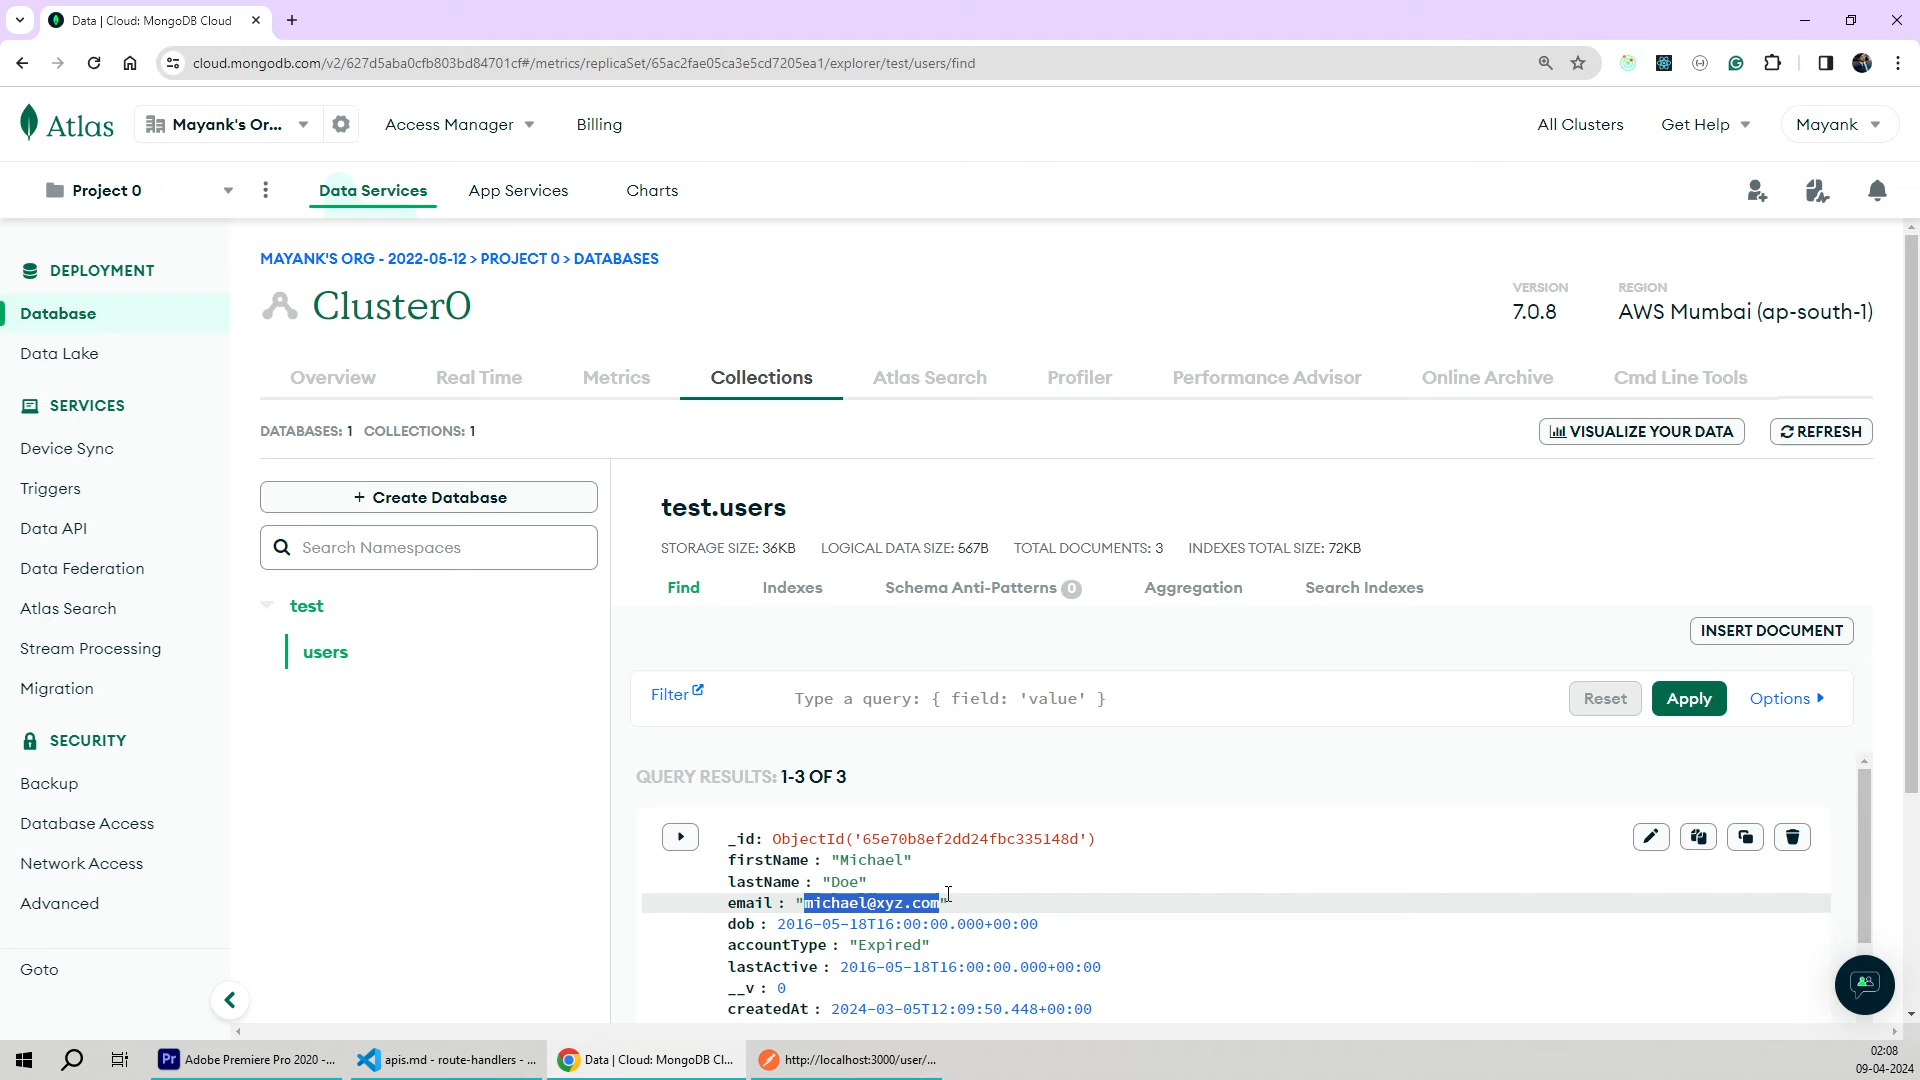 Data | Cloud: MongoDB Cloud
cloud.mongodb.com/v2/627d5aba0cfb803bd84701cf#/metrics/replicaSet/65ac2fae05ca3e5cd7205ea1/explorer/test/users/find
Atlas
Mayank's Or...
Access Manager
Billing
All Clusters
Get Help
Mayank
Project 0
Data Services
App Services
Charts
DEPLOYMENT
Database
Data Lake
SERVICES
Device Sync
Triggers
Data API
Data Federation
Atlas Search
Stream Processing
Migration
SECURITY
Backup
Database Access
Network Access
Advanced
Goto
MAYANK'S ORG - 2022-05-12 > PROJECT 0 > DATABASES
Cluster0
VERSION
7.0.8
REGION
AWS Mumbai (ap-south-1)
Overview
Real Time
Metrics
Collections
Atlas Search
Profiler
Performance Advisor
Online Archive
Cmd Line Tools
DATABASES: 1 COLLECTIONS: 1
VISUALIZE YOUR DATA
REFRESH
+ Create Database
Search Namespaces
test
users
test.users
STORAGE SIZE: 36KB LOGICAL DATA SIZE: 567B TOTAL DOCUMENTS: 3 INDEXES TOTAL SIZE: 72KB
Find
Indexes
Schema Anti-Patterns 0
Aggregation
Search Indexes
INSERT DOCUMENT
Filter
Type a query: { field: 'value' }
Reset
Apply
Options
QUERY RESULTS: 1-3 OF 3
_id: ObjectId('65e70b8ef2dd24fbc335148d')
firstName : "Michael"
lastName : "Doe"
email : "michael@xyz.com"
dob : 2016-05-18T16:00:00.000+00:00
accountType : "Expired"
lastActive : 2016-05-18T16:00:00.000+00:00
__v : 0
createdAt : 2024-03-05T12:09:50.448+00:00
Pr
Adobe Premiere Pro 2020 -...
apis.md - route-handlers - ...
Data | Cloud: MongoDB Cl...
http://localhost:3000/user/...
02:08
09-04-2024